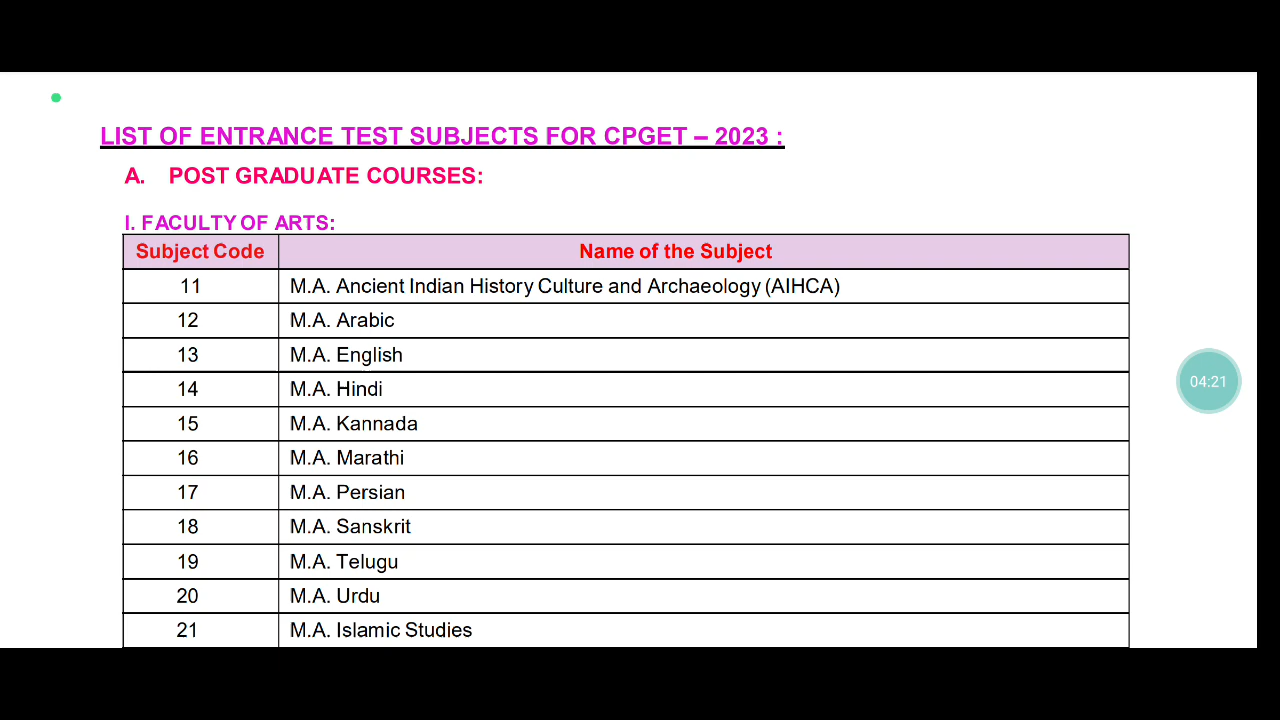 LIST OF ENTRANCE TEST SUBJECTS FOR CPGET – 2023 :
A. POST GRADUATE COURSES:
I. FACULTY OF ARTS:
Subject Code Name of the Subject
11 M.A. Ancient Indian History Culture and Archaeology (AIHCA)
12 M.A. Arabic
13 M.A. English
14 M.A. Hindi
15 M.A. Kannada
16 M.A. Marathi
17 M.A. Persian
18 M.A. Sanskrit
19 M.A. Telugu
20 M.A. Urdu
21 M.A. Islamic Studies
04:21